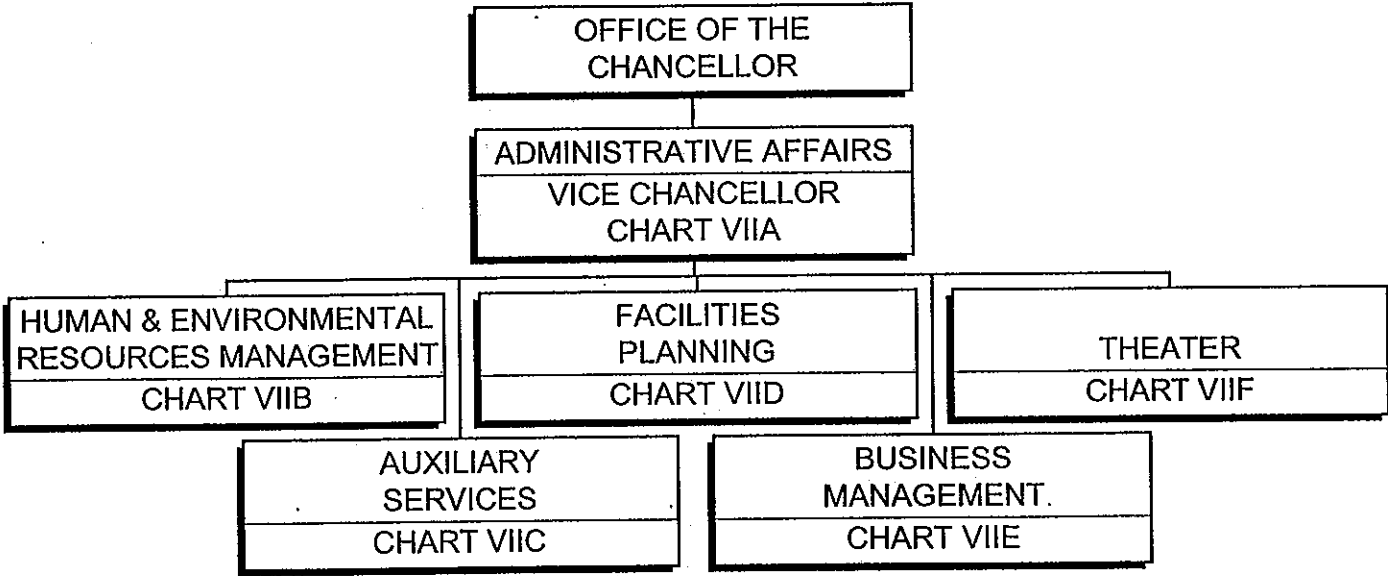 OFFICE OF THE
CHANCELLOR
ADMINISTRATIVE AFFAIRS
VICE CHANCELLOR
CHART VIIA
HUMAN & ENVIRONMENTAL
RESOURCES MANAGEMENT
CHART VIIB
FACILITIES
PLANNING
CHART VIID
THEATER
CHART VIIF
AUXILIARY
SERVICES
CHART VIIC
BUSINESS
MANAGEMENT
CHART VIIE